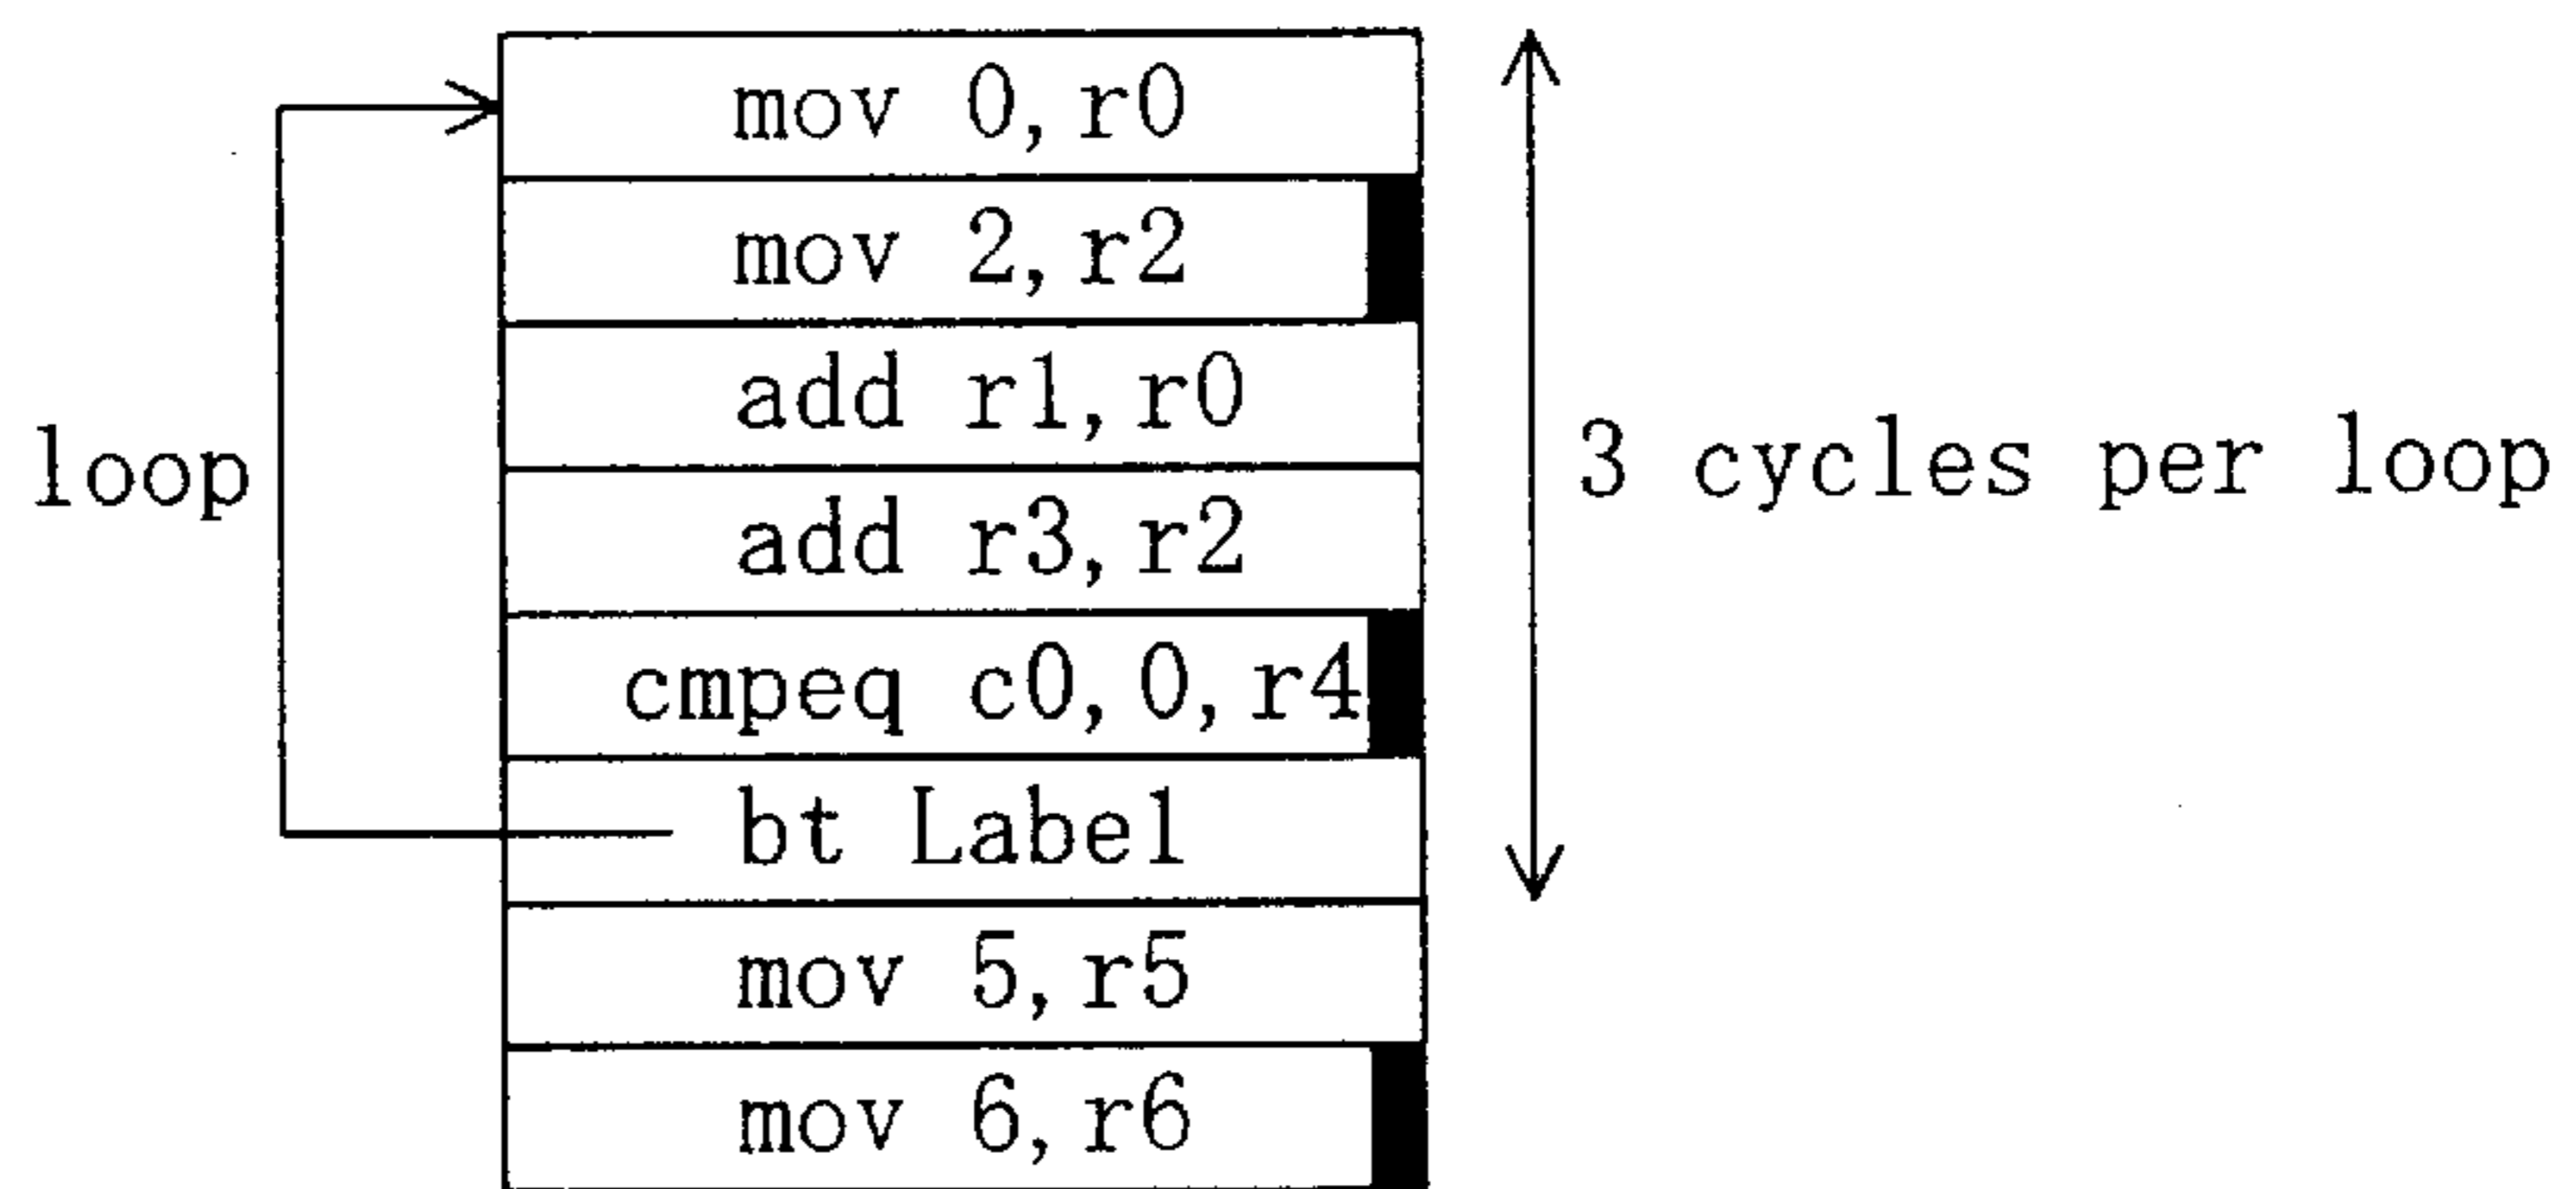 mov 0,r0
mov 2,r2
add r1,r0
add r3,r2
cmpeq c0,0,r4
bt Label
mov 5,r5
mov 6,r6
loop
3 cycles per loop